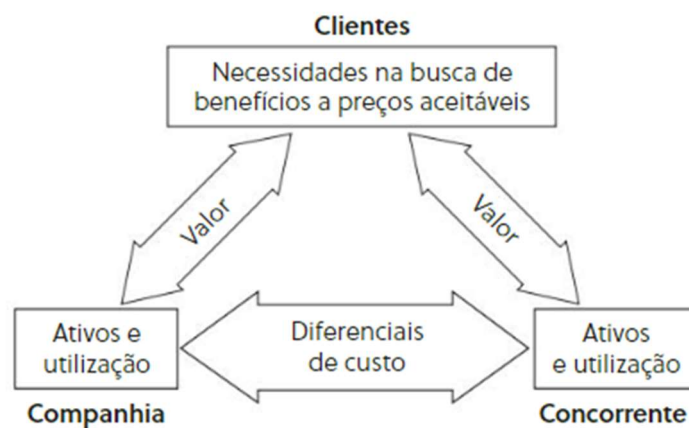 Clientes
Necessidades na busca de
benefícios a preços aceitáveis
Valor
Valor
Ativos e
utilização
Diferenciais
de custo
Ativos
e utilização
Companhia
Concorrente